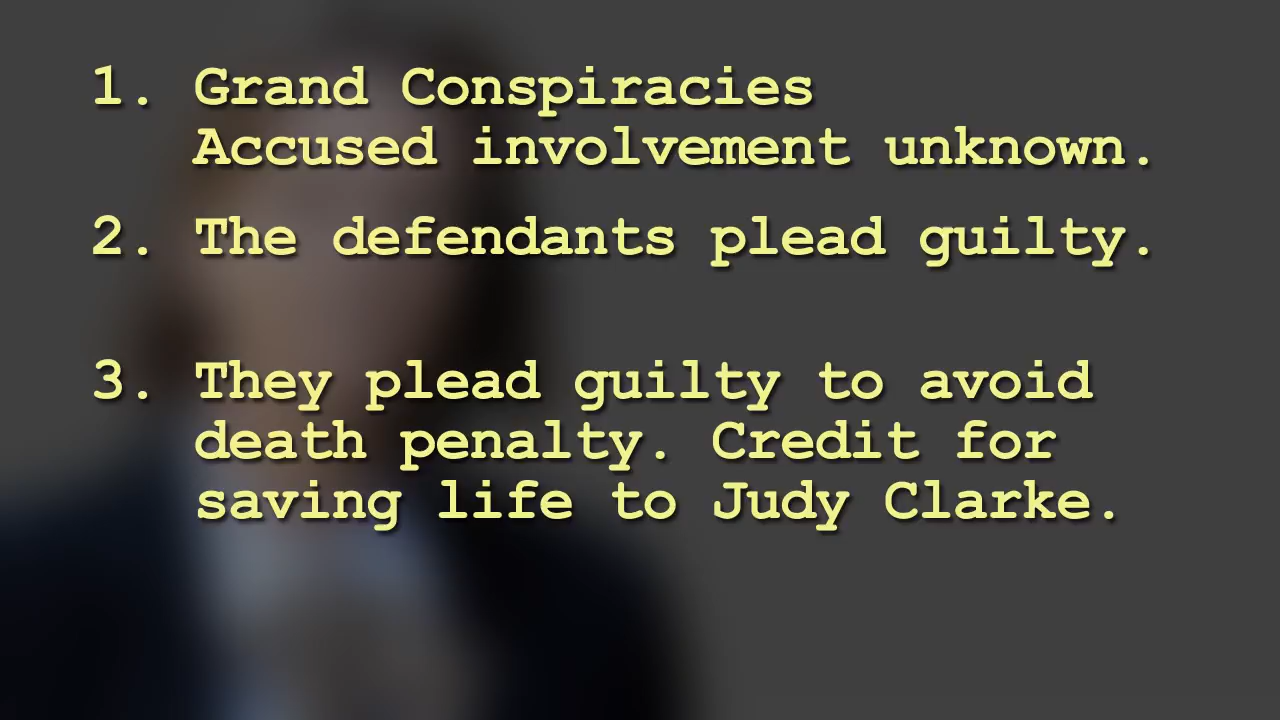 1. Grand Conspiracies
Accused involvement unknown.
2. The defendants plead guilty.
3. They plead guilty to avoid
death penalty. Credit for
saving life to Judy Clarke.